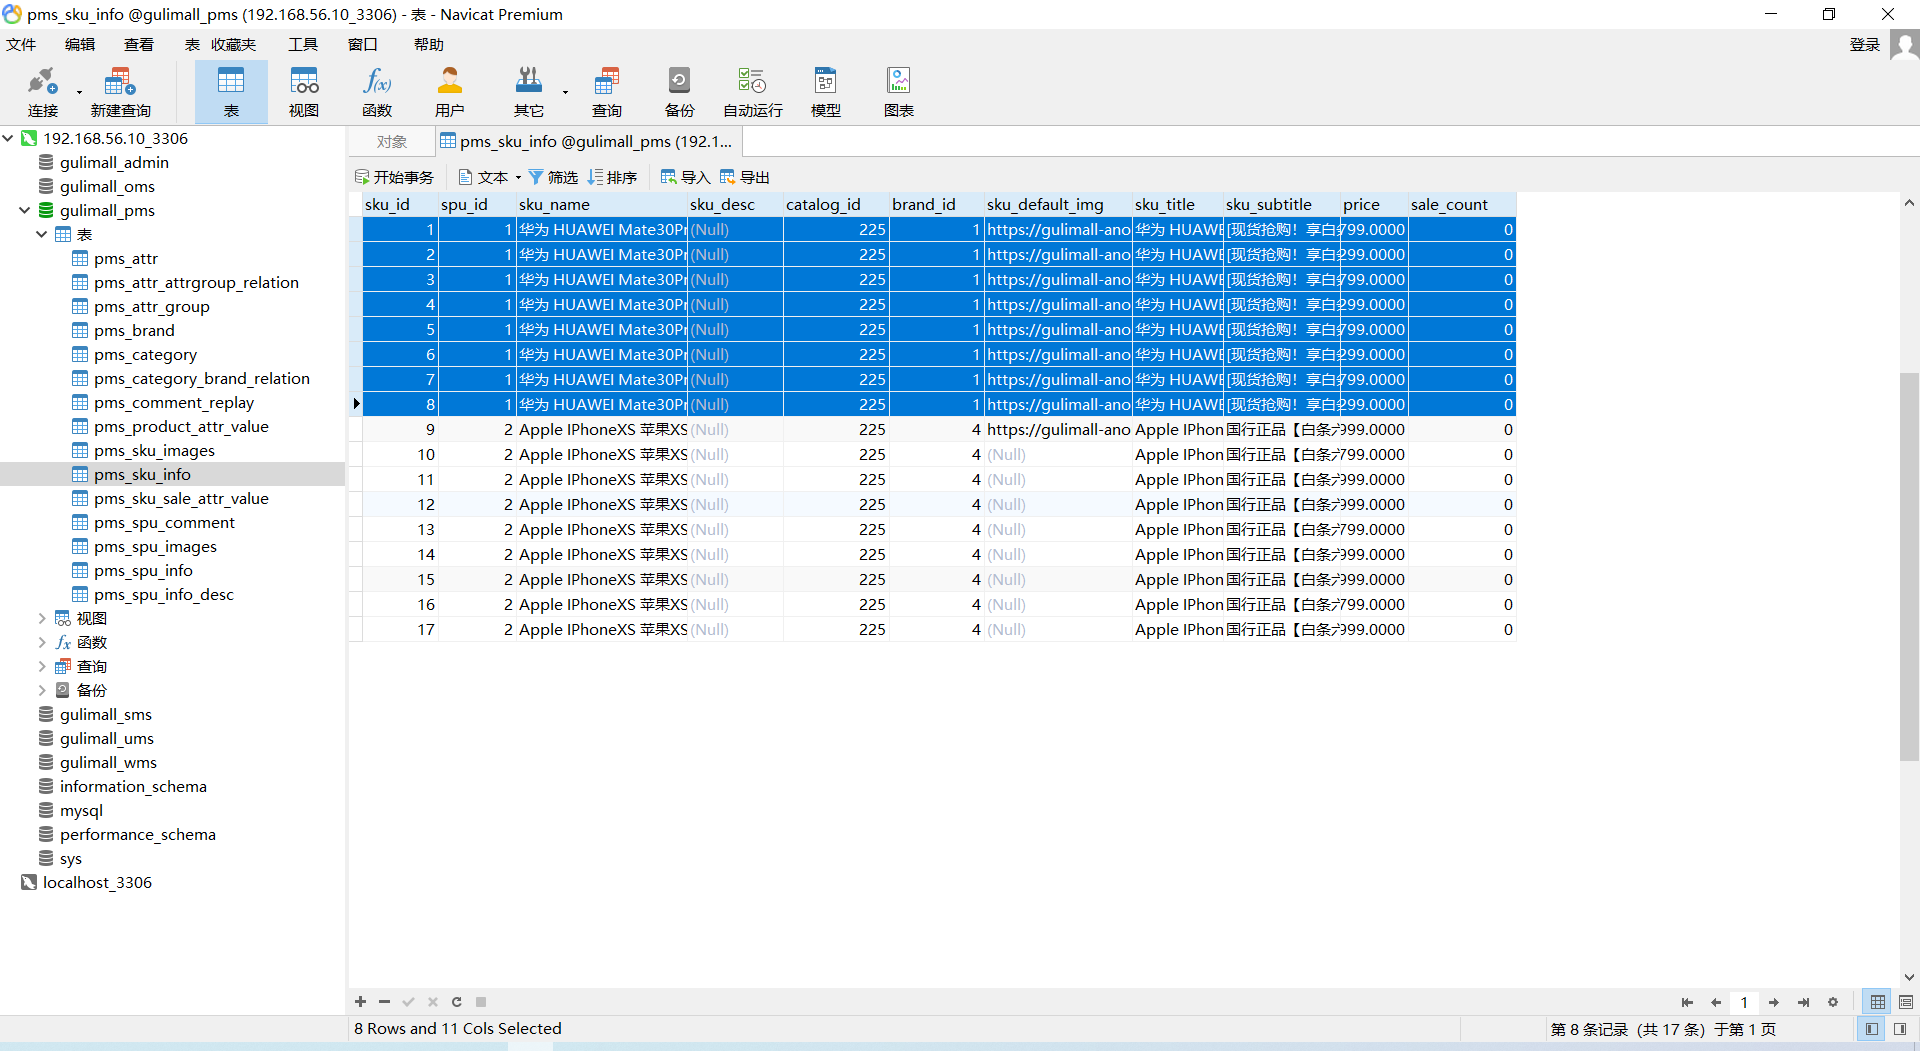 pms_sku_info @gulimall_pms (192.168.56.10_3306) - 表 - Navicat Premium
文件 编辑 查看 表 收藏夹 工具 窗口 帮助 登录
连接 新建查询 表 视图 函数 用户 其它 查询 备份 自动运行 模型 图表
192.168.56.10_3306
gulimall_admin
gulimall_oms
gulimall_pms
表
pms_attr
pms_attr_attrgroup_relation
pms_attr_group
pms_brand
pms_category
pms_category_brand_relation
pms_comment_replay
pms_product_attr_value
pms_sku_images
pms_sku_info
pms_sku_sale_attr_value
pms_spu_comment
pms_spu_images
pms_spu_info
pms_spu_info_desc
视图
函数
查询
备份
gulimall_sms
gulimall_ums
gulimall_wms
information_schema
mysql
performance_schema
sys
localhost_3306
对象 pms_sku_info @gulimall_pms (192.1...
开始事务 文本 筛选 排序 导入 导出
sku_id spu_id sku_name sku_desc catalog_id brand_id sku_default_img sku_title sku_subtitle price sale_count
1 1 华为 HUAWEI Mate30Pr (Null) 225 1 https://gulimall-ano 华为 HUAWE [现货抢购！享白 799.0000 0
2 1 华为 HUAWEI Mate30Pr (Null) 225 1 https://gulimall-ano 华为 HUAWE [现货抢购！享白 299.0000 0
3 1 华为 HUAWEI Mate30Pr (Null) 225 1 https://gulimall-ano 华为 HUAWE [现货抢购！享白 799.0000 0
4 1 华为 HUAWEI Mate30Pr (Null) 225 1 https://gulimall-ano 华为 HUAWE [现货抢购！享白 299.0000 0
5 1 华为 HUAWEI Mate30Pr (Null) 225 1 https://gulimall-ano 华为 HUAWE [现货抢购！享白 799.0000 0
6 1 华为 HUAWEI Mate30Pr (Null) 225 1 https://gulimall-ano 华为 HUAWE [现货抢购！享白 299.0000 0
7 1 华为 HUAWEI Mate30Pr (Null) 225 1 https://gulimall-ano 华为 HUAWE [现货抢购！享白 799.0000 0
8 1 华为 HUAWEI Mate30Pr (Null) 225 1 https://gulimall-ano 华为 HUAWE [现货抢购！享白 299.0000 0
9 2 Apple IPhoneXS 苹果XS (Null) 225 4 https://gulimall-ano Apple IPhon 国行正品【白条 999.0000 0
10 2 Apple IPhoneXS 苹果XS (Null) 225 4 (Null) Apple IPhon 国行正品【白条 799.0000 0
11 2 Apple IPhoneXS 苹果XS (Null) 225 4 (Null) Apple IPhon 国行正品【白条 999.0000 0
12 2 Apple IPhoneXS 苹果XS (Null) 225 4 (Null) Apple IPhon 国行正品【白条 999.0000 0
13 2 Apple IPhoneXS 苹果XS (Null) 225 4 (Null) Apple IPhon 国行正品【白条 799.0000 0
14 2 Apple IPhoneXS 苹果XS (Null) 225 4 (Null) Apple IPhon 国行正品【白条 999.0000 0
15 2 Apple IPhoneXS 苹果XS (Null) 225 4 (Null) Apple IPhon 国行正品【白条 999.0000 0
16 2 Apple IPhoneXS 苹果XS (Null) 225 4 (Null) Apple IPhon 国行正品【白条 799.0000 0
17 2 Apple IPhoneXS 苹果XS (Null) 225 4 (Null) Apple IPhon 国行正品【白条 999.0000 0
1
8 Rows and 11 Cols Selected 第 8 条记录 (共 17 条) 于第 1 页